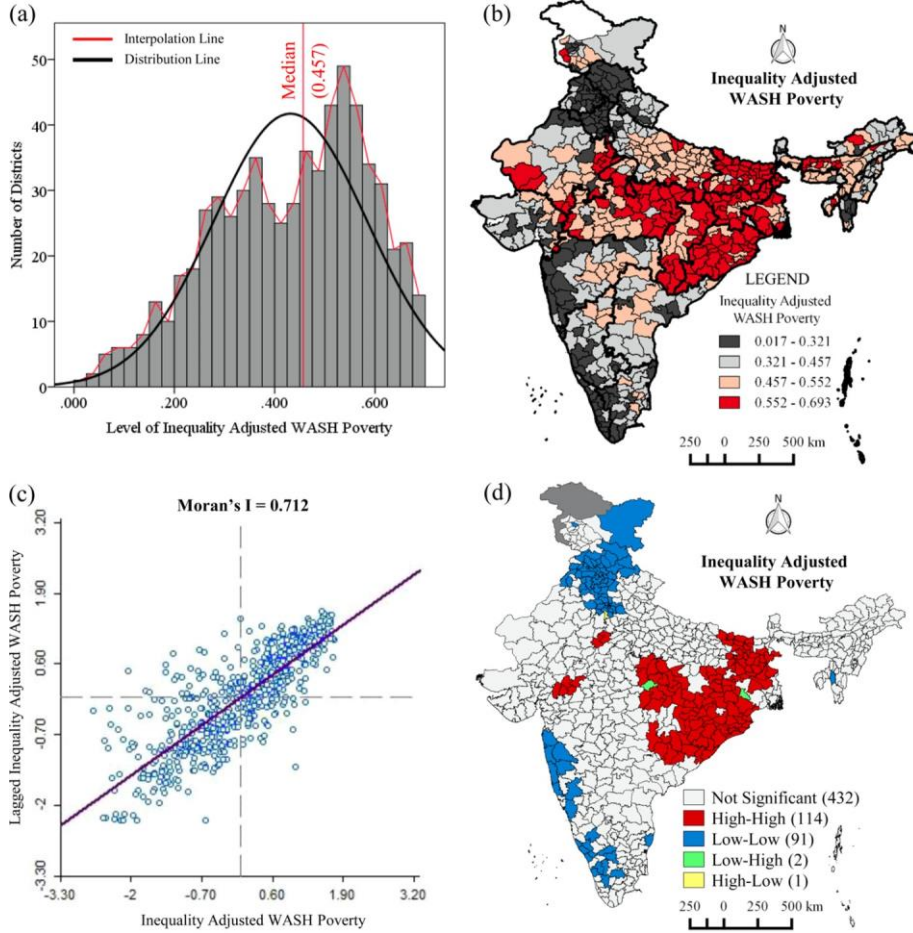 (a)
Interpolation Line
Distribution Line
Median
(0.457)
50
40
30
20
10
0
Number of Districts
.000
.200
.400
.600
Level of Inequality Adjusted WASH Poverty
(b)
N
Inequality Adjusted
WASH Poverty
LEGEND
Inequality Adjusted
WASH Poverty
0.017 - 0.321
0.321 - 0.457
0.457 - 0.552
0.552 - 0.693
250 0 250 500 km
(c)
Moran's I = 0.712
Lagged Inequality Adjusted WASH Poverty
3.20
1.90
0.60
-0.70
-2
-3.30
-3.30
-2
-0.70
0.60
1.90
3.20
Inequality Adjusted WASH Poverty
(d)
N
Inequality Adjusted
WASH Poverty
Not Significant (432)
High-High (114)
Low-Low (91)
Low-High (2)
High-Low (1)
250 0 250 500 km